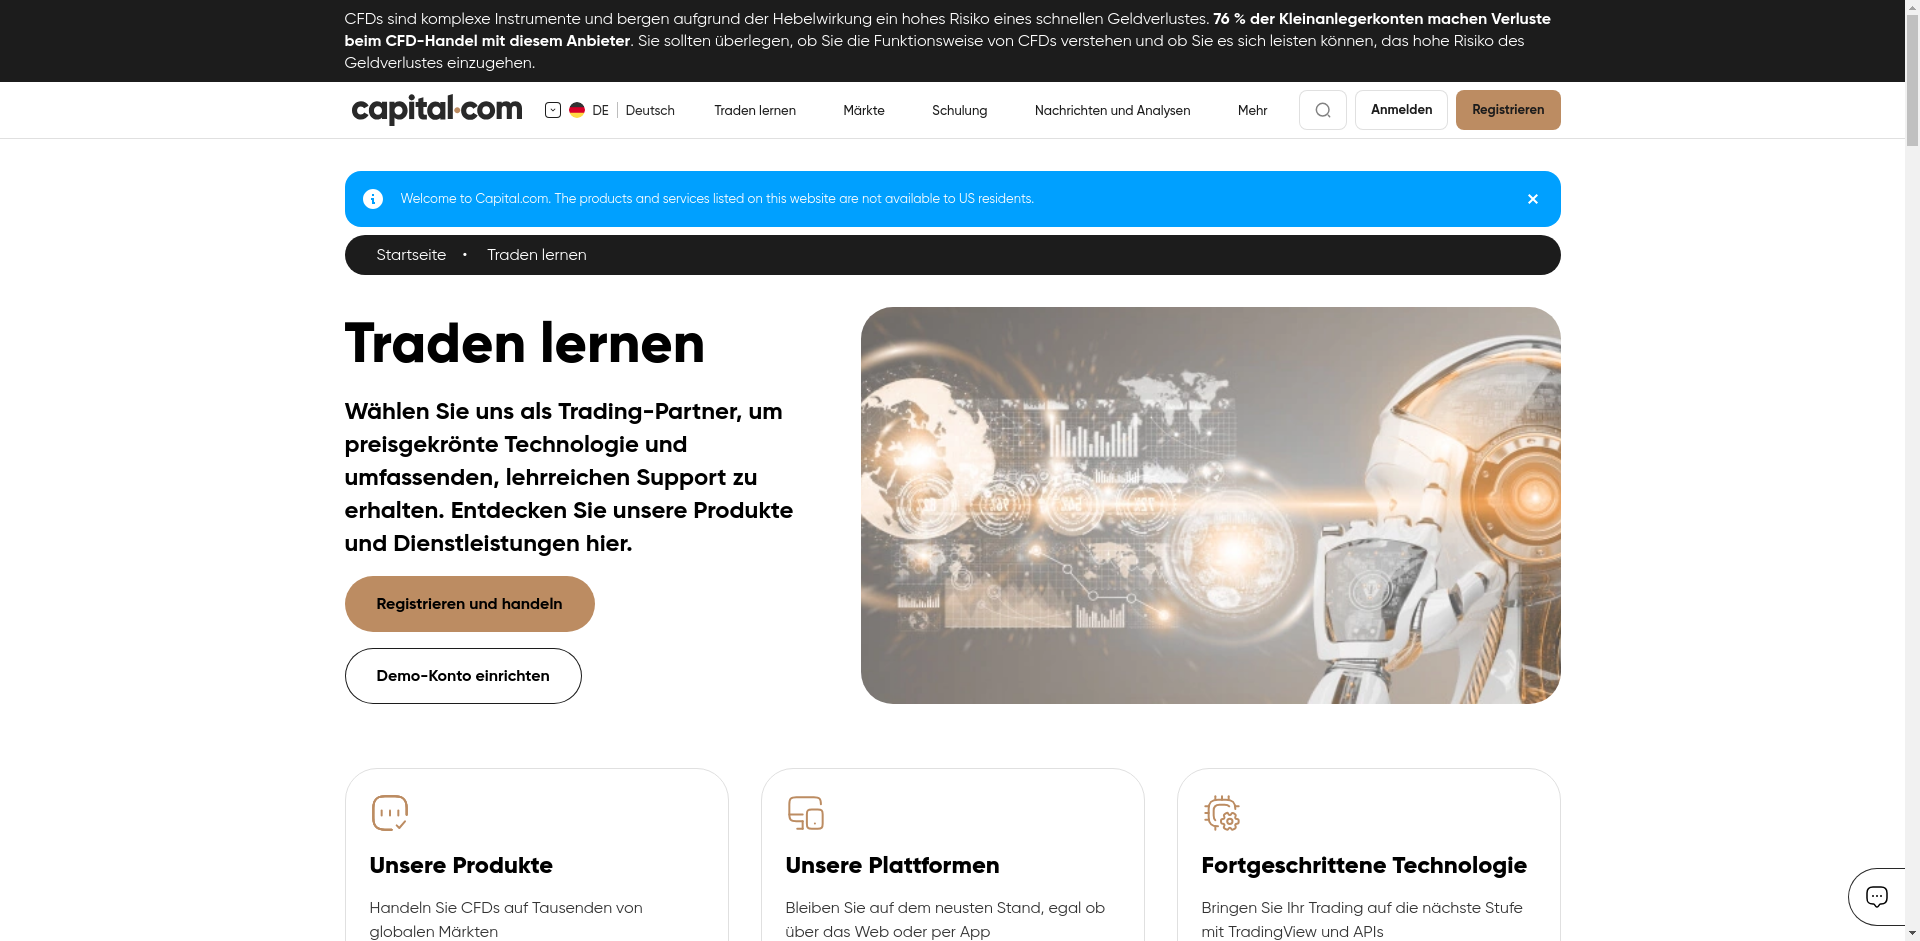 CFDs sind komplexe Instrumente und bergen aufgrund der Hebelwirkung ein hohes Risiko eines schnellen Geldverlustes. 76 % der Kleinanlegerkonten machen Verluste
beim CFD-Handel mit diesem Anbieter. Sie sollten überlegen, ob Sie die Funktionsweise von CFDs verstehen und ob Sie es sich leisten können, das hohe Risiko des
Geldverlustes einzugehen.
capital.com DE Deutsch Traden lernen Märkte Schulung Nachrichten und Analysen Mehr Anmelden Registrieren
Welcome to Capital.com. The products and services listed on this website are not available to US residents.
Startseite • Traden lernen
Traden lernen
Wählen Sie uns als Trading-Partner, um
preisgekrönte Technologie und
umfassenden, lehrreichen Support zu
erhalten. Entdecken Sie unsere Produkte
und Dienstleistungen hier.
Registrieren und handeln
Demo-Konto einrichten
Unsere Produkte
Handeln Sie CFDs auf Tausenden von
globalen Märkten
Unsere Plattformen
Bleiben Sie auf dem neusten Stand, egal ob
über das Web oder per App
Fortgeschrittene Technologie
Bringen Sie Ihr Trading auf die nächste Stufe
mit TradingView und APIs